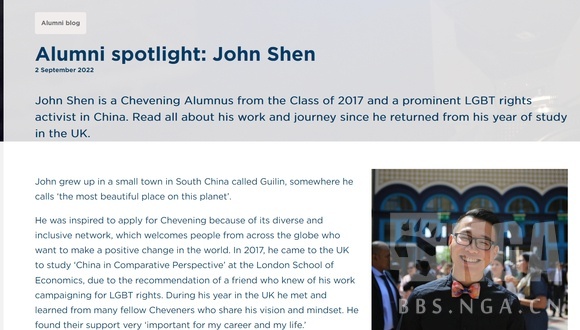 Alumni blog
Alumni spotlight: John Shen
2 September 2022
John Shen is a Chevening Alumnus from the Class of 2017 and a prominent LGBT rights
activist in China. Read all about his work and journey since he returned from his year of study
in the UK.
John grew up in a small town in South China called Guilin, somewhere he
calls ‘the most beautiful place on this planet’.
He was inspired to apply for Chevening because of its diverse and
inclusive network, which welcomes people from across the globe who
want to make a positive change in the world. In 2017, he came to the UK
to study ‘China in Comparative Perspective’ at the London School of
Economics, due to the recommendation of a friend who knew of his work
campaigning for LGBT rights. During his year in the UK he met and
learned from many fellow Cheveners who share his vision and mindset. He
found their support very ‘important for my career and my life.’
BBS.NGA.CN